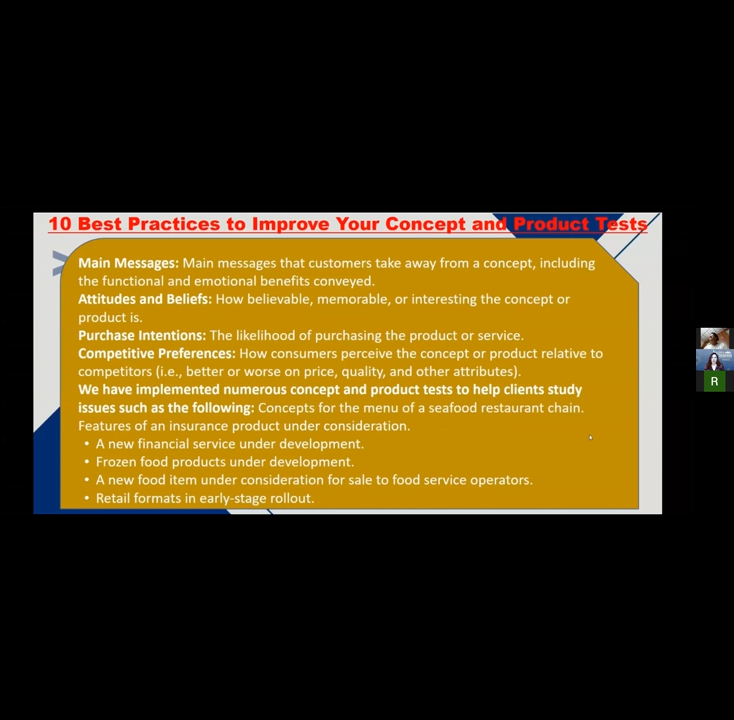 10 Best Practices to Improve Your Concept and Product Tests
Main Messages: Main messages that customers take away from a concept, including
the functional and emotional benefits conveyed.
Attitudes and Beliefs: How believable, memorable, or interesting the concept or
product is.
Purchase Intentions: The likelihood of purchasing the product or service.
Competitive Preferences: How consumers perceive the concept or product relative to
competitors (i.e., better or worse on price, quality, and other attributes).
We have implemented numerous concept and product tests to help clients study
issues such as the following: Concepts for the menu of a seafood restaurant chain.
Features of an insurance product under consideration.
• A new financial service under development.
• Frozen food products under development.
• A new food item under consideration for sale to food service operators.
• Retail formats in early-stage rollout.
R